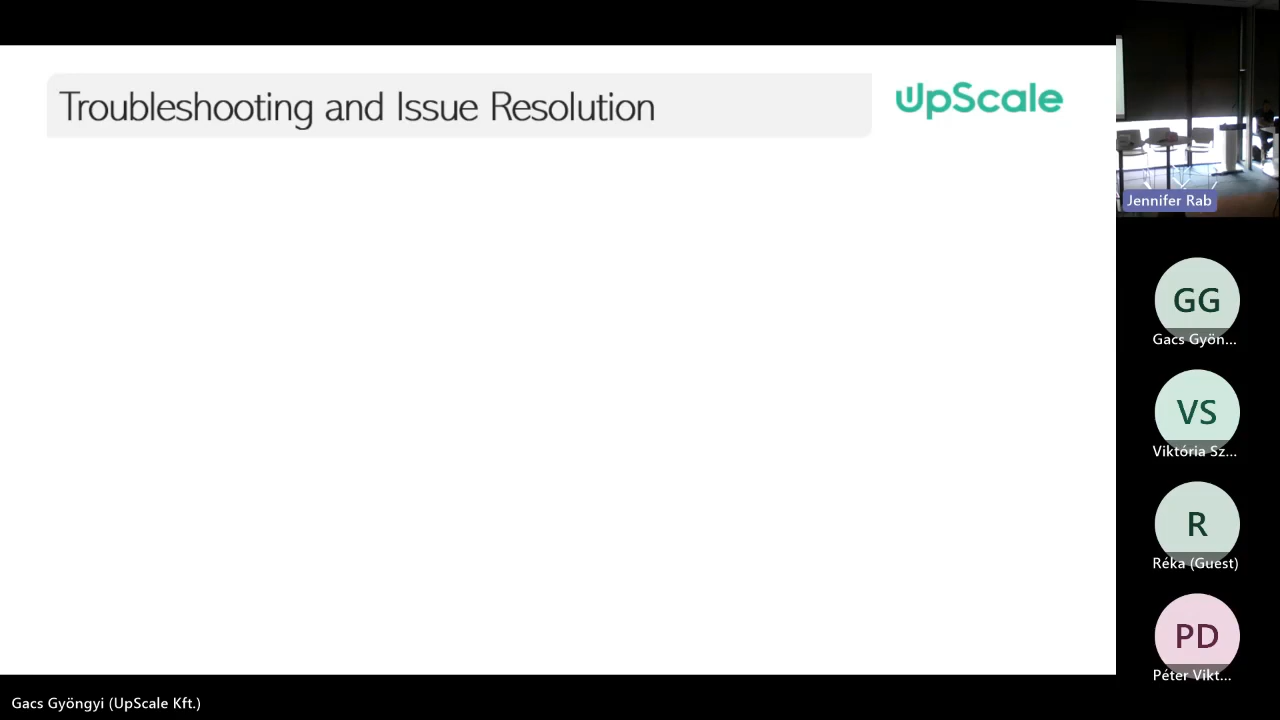 Troubleshooting and Issue Resolution
UpScale
Jennifer Rab
GG
Gacs Gyön...
VS
Viktória Sz...
R
Réka (Guest)
PD
Péter Vikt...
Gacs Gyöngyi (UpScale Kft.)